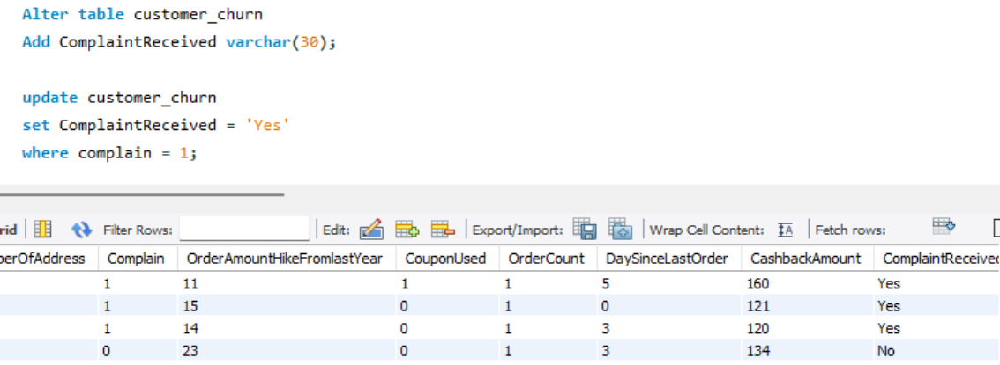 Alter table customer_churn
Add ComplaintReceived varchar(30);
update customer_churn
set ComplaintReceived = 'Yes'
where complain = 1;
rid Filter Rows: Edit: Export/Import: Wrap Cell Content: Fetch rows:
berOfAddress Complain OrderAmountHikeFromlastYear CouponUsed OrderCount DaySinceLastOrder CashbackAmount ComplaintReceived
1 11 1 1 5 160 Yes
1 15 0 1 0 121 Yes
1 14 0 1 3 120 Yes
0 23 0 1 3 134 No